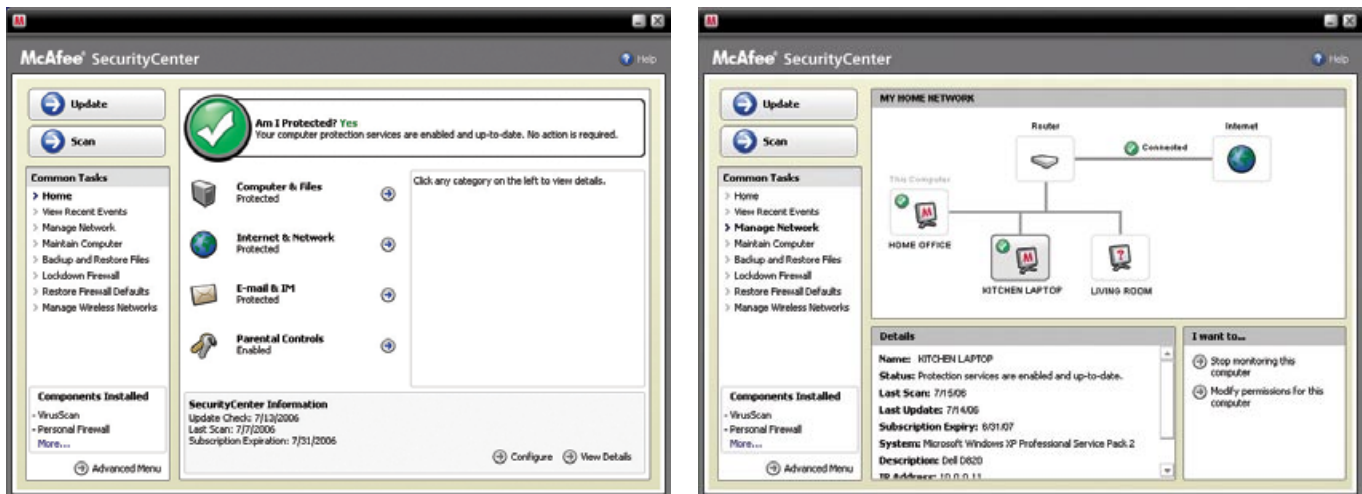 McAfee® SecurityCenter
Help
Update
Scan
Common Tasks
Home
View Recent Events
Manage Network
Maintain Computer
Backup and Restore Files
Lockdown Firewall
Restore Firewall Defaults
Manage Wireless Networks
Components Installed
- VirusScan
- Personal Firewall
More...
Advanced Menu
Am I Protected? Yes
Your computer protection services are enabled and up-to-date. No action is required.
Computer & Files
Protected
Internet & Network
Protected
E-mail & IM
Protected
Parental Controls
Enabled
Click any category on the left to view details.
SecurityCenter Information
Update Check: 7/13/2006
Last Scan: 7/7/2006
Subscription Expiration: 7/31/2006
Configure View Details
McAfee® SecurityCenter
Help
Update
Scan
Common Tasks
Home
View Recent Events
Manage Network
Maintain Computer
Backup and Restore Files
Lockdown Firewall
Restore Firewall Defaults
Manage Wireless Networks
Components Installed
- VirusScan
- Personal Firewall
More...
Advanced Menu
MY HOME NETWORK
Router
Internet
Connected
This Computer
HOME OFFICE
KITCHEN LAPTOP
LIVING ROOM
Details
Name: KITCHEN LAPTOP
Status: Protection services are enabled and up-to-date.
Last Scan: 7/15/06
Last Update: 7/14/06
Subscription Expiry: 8/31/07
System: Microsoft Windows XP Professional Service Pack 2
Description: Dell D820
IP Address: 10.0.0.11
I want to...
Stop monitoring this
computer
Modify permissions for this
computer